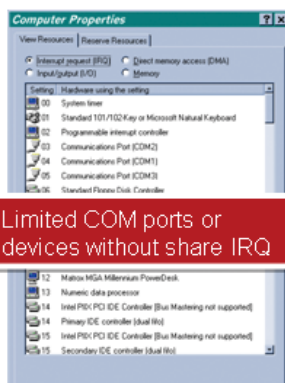 Computer Properties
View Resources Reserve Resources
Interrupt request (IRQ) Direct memory access (DMA)
Input/output (I/O) Memory
Setting Hardware using the setting
00 System timer
01 Standard 101/102-Key or Microsoft Natural Keyboard
02 Programmable interrupt controller
03 Communications Port (COM2)
04 Communications Port (COM1)
05 Communications Port (COM3)
06 Standard Floppy Disk Controller
Limited COM ports or
devices without share IRQ
12 Matrox MGA Millennium PowerDesk
13 Numeric data processor
14 Intel PIIX PCI IDE Controller (Bus Mastering not supported)
14 Primary IDE controller (dual fifo)
15 Intel PIIX PCI IDE Controller (Bus Mastering not supported)
15 Secondary IDE controller (dual fifo)